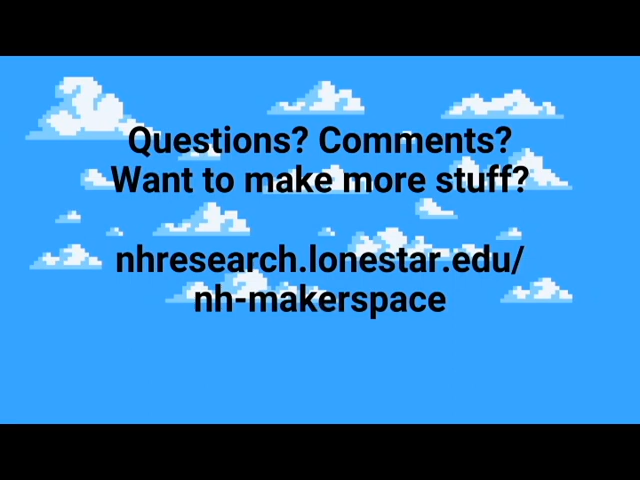 Questions? Comments?
Want to make more stuff?
nhresearch.lonestar.edu/
nh-makerspace